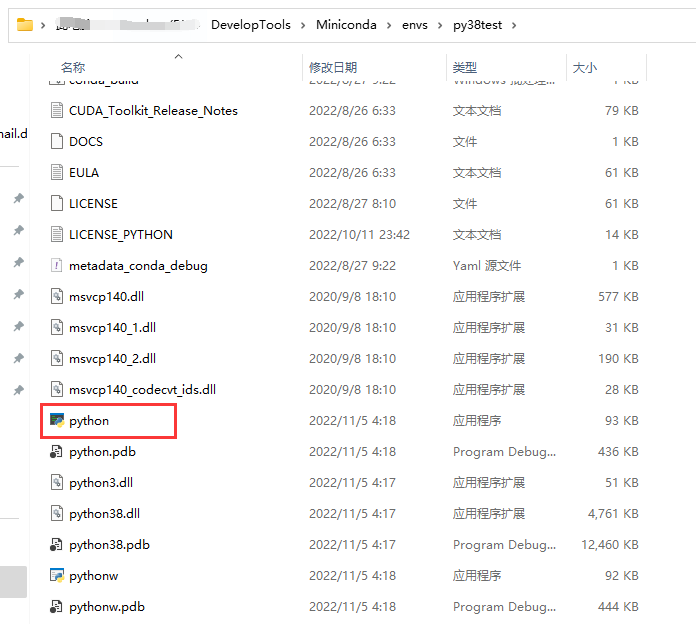 DevelopTools > Miniconda > envs > py38test >
名称 修改日期 类型 大小
conda_build 2022/8/27 9:22 Windows 批处理... 1 KB
CUDA_Toolkit_Release_Notes 2022/8/26 6:33 文本文档 79 KB
nail.d
DOCS 2022/8/26 6:33 文件 1 KB
EULA 2022/8/26 6:33 文本文档 61 KB
LICENSE 2022/8/27 8:10 文件 61 KB
LICENSE_PYTHON 2022/10/11 23:42 文本文档 14 KB
metadata_conda_debug 2022/8/27 9:22 Yaml 源文件 1 KB
msvcp140.dll 2020/9/8 18:10 应用程序扩展 577 KB
msvcp140_1.dll 2020/9/8 18:10 应用程序扩展 31 KB
msvcp140_2.dll 2020/9/8 18:10 应用程序扩展 190 KB
msvcp140_codecvt_ids.dll 2020/9/8 18:10 应用程序扩展 28 KB
python 2022/11/5 4:18 应用程序 93 KB
python.pdb 2022/11/5 4:18 Program Debug... 436 KB
python3.dll 2022/11/5 4:17 应用程序扩展 51 KB
python38.dll 2022/11/5 4:17 应用程序扩展 4,761 KB
python38.pdb 2022/11/5 4:17 Program Debug... 12,460 KB
pythonw 2022/11/5 4:18 应用程序 92 KB
pythonw.pdb 2022/11/5 4:18 Program Debug... 444 KB